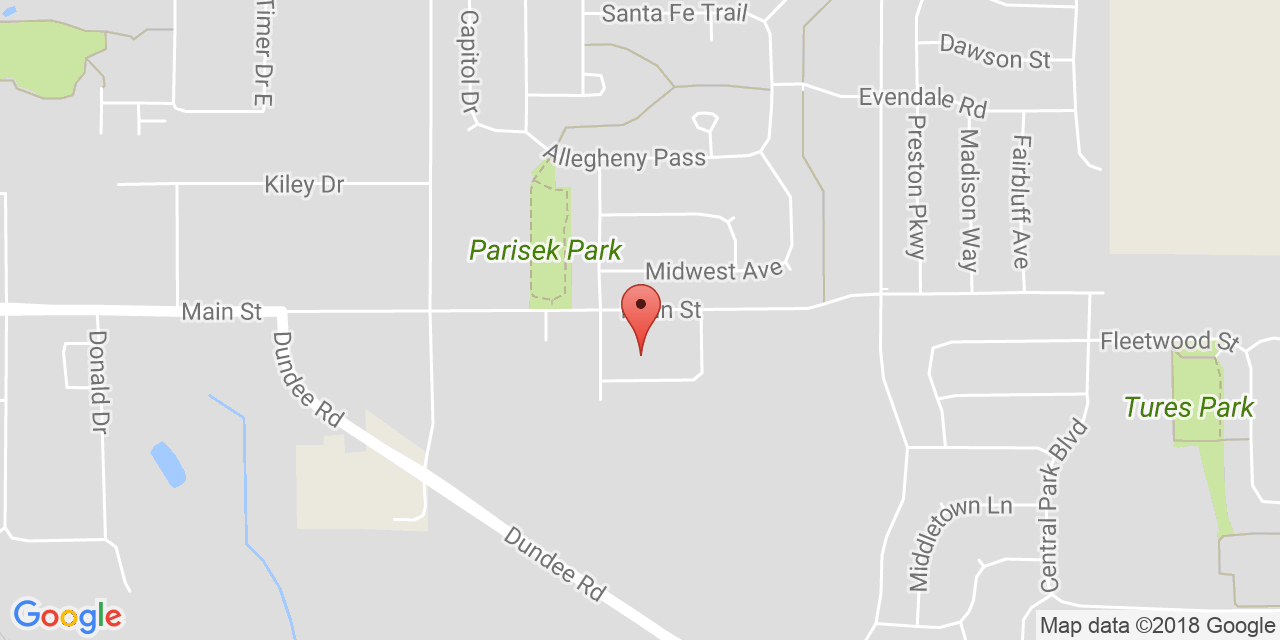 Santa Fe Trail
Timer Dr E
Capitol Dr
Dawson St
Evendale Rd
Preston Pkwy
Madison Way
Fairbluff Ave
Allegheny Pass
Kiley Dr
Parisek Park
Midwest Ave
Main St
St
Donald Dr
Dundee Rd
Fleetwood St
Tures Park
Central Park Blvd
Middletown Ln
Dundee Rd
Google
Map data ©2018 Google